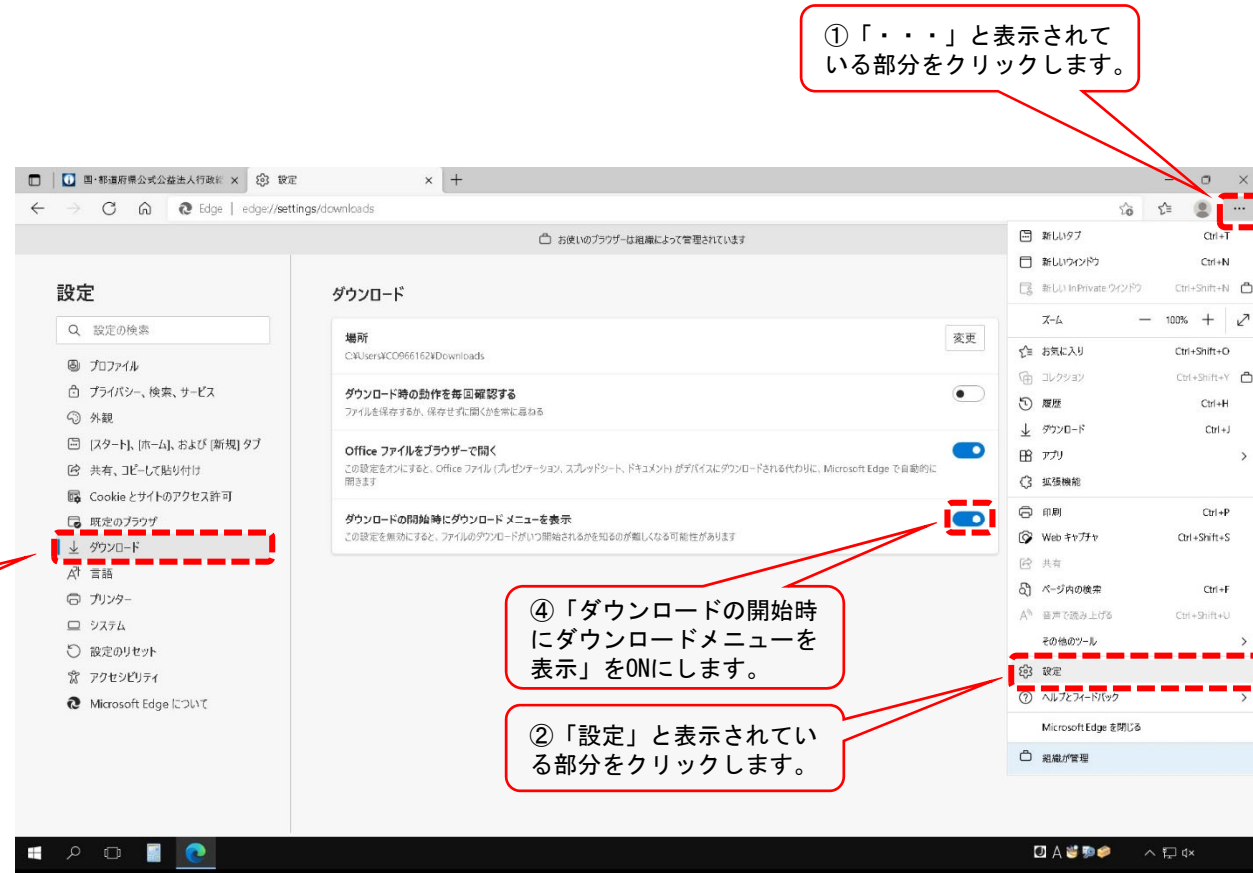 ①「・・・」と表示されて
いる部分をクリックします。
国・都道府県公式公益法人行政総
設定
Edge | edge://settings/downloads
お使いのブラウザーは組織によって管理されています
設定
設定の検索
プロファイル
プライバシー、検索、サービス
外観
[スタート]、[ホーム]、および [新規] タブ
共有、コピーして貼り付け
Cookie とサイトのアクセス許可
既定のブラウザ
ダウンロード
言語
プリンター
システム
設定のリセット
アクセシビリティ
Microsoft Edge について
ダウンロード
場所
C:¥Users¥CO966162¥Downloads
変更
ダウンロード時の動作を毎回確認する
ファイルを保存するか、保存せずに開くかを常に尋ねる
Office ファイルをブラウザーで開く
この設定をオンにすると、Office ファイル (プレゼンテーション、スプレッドシート、ドキュメント) がデバイスにダウンロードされる代わりに、Microsoft Edge で自動的に
開きます
ダウンロードの開始時にダウンロード メニューを表示
この設定を無効にすると、ファイルのダウンロードがいつ開始されるかを知るのが難しくなる可能性があります
④「ダウンロードの開始時
にダウンロードメニューを
表示」をONにします。
②「設定」と表示されてい
る部分をクリックします。
新しいタブ Ctrl+T
新しいウィンドウ Ctrl+N
新しい InPrivate ウィンドウ Ctrl+Shift+N
ズーム 100%
お気に入り Ctrl+Shift+O
コレクション Ctrl+Shift+Y
履歴 Ctrl+H
ダウンロード Ctrl+J
アプリ
拡張機能
印刷 Ctrl+P
Web キャプチャ Ctrl+Shift+S
共有
ページ内の検索 Ctrl+F
音声で読み上げる Ctrl+Shift+U
その他のツール
設定
ヘルプとフィードバック
Microsoft Edge を閉じる
組織が管理
A